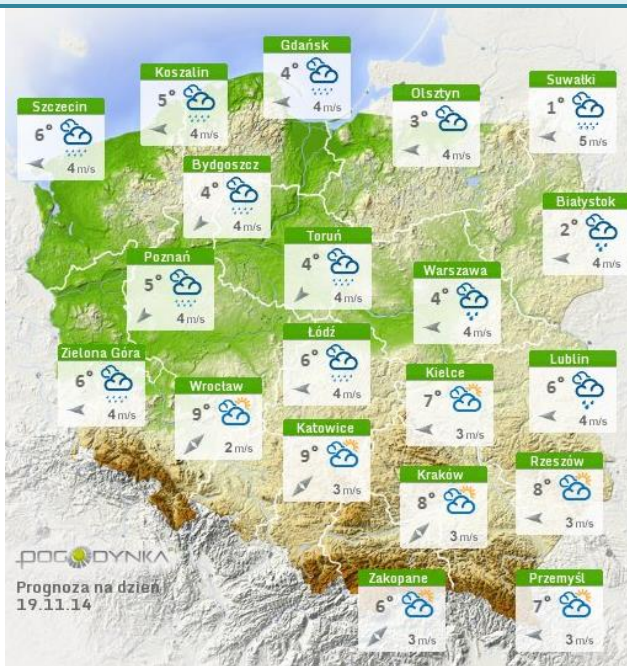 Gdańsk
4°
4 m/s
Koszalin
5°
4 m/s
Szczecin
6°
4 m/s
Olsztyn
3°
4 m/s
Suwałki
1°
5 m/s
Bydgoszcz
4°
4 m/s
Białystok
2°
4 m/s
Toruń
4°
4 m/s
Poznań
5°
4 m/s
Warszawa
4°
4 m/s
Łódź
6°
4 m/s
Zielona Góra
6°
4 m/s
Wrocław
9°
2 m/s
Kielce
7°
3 m/s
Lublin
6°
4 m/s
Katowice
9°
3 m/s
Kraków
8°
3 m/s
Rzeszów
8°
3 m/s
Zakopane
6°
3 m/s
Przemyśl
7°
3 m/s
POGODYNKA
Prognoza na dzień
19.11.14